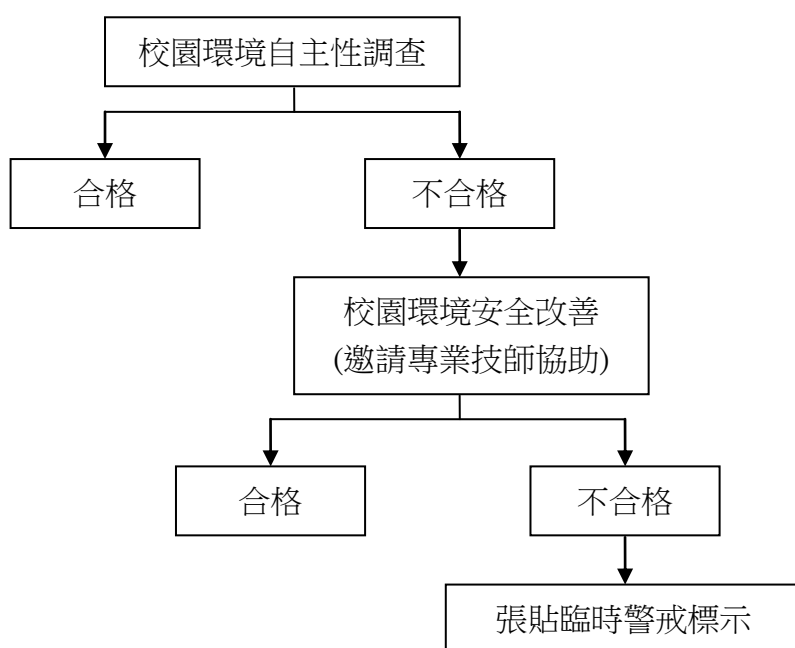 校園環境自主性調查
合格
不合格
校園環境安全改善
(邀請專業技師協助)
合格
不合格
張貼臨時警戒標示